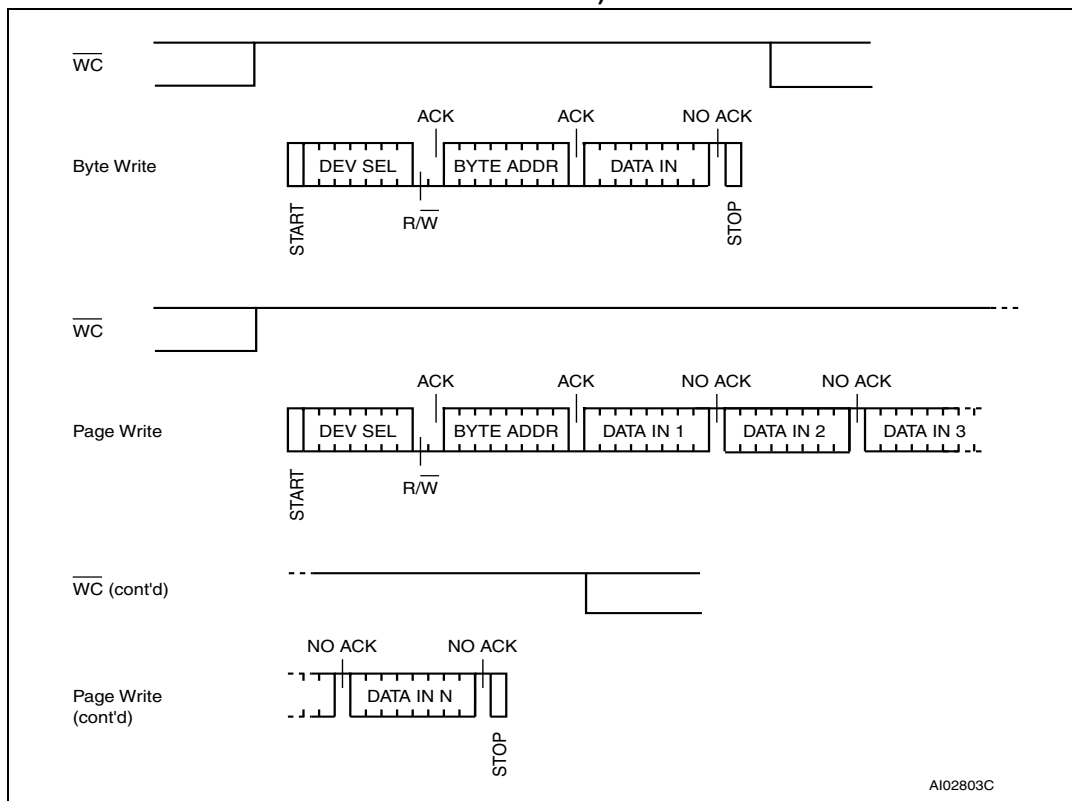 WC
ACK ACK NO ACK
Byte Write DEV SEL BYTE ADDR DATA IN
R/W
START
STOP
WC
ACK ACK NO ACK NO ACK
Page Write DEV SEL BYTE ADDR DATA IN 1 DATA IN 2 DATA IN 3
R/W
START
WC (cont'd)
NO ACK NO ACK
Page Write DATA IN N
(cont'd)
STOP
AI02803C